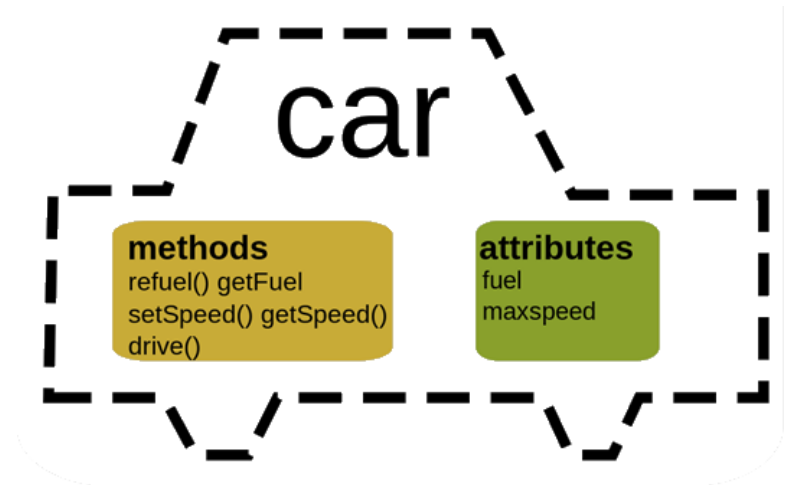 car
methods
refuel() getFuel
setSpeed() getSpeed()
drive()
attributes
fuel
maxspeed